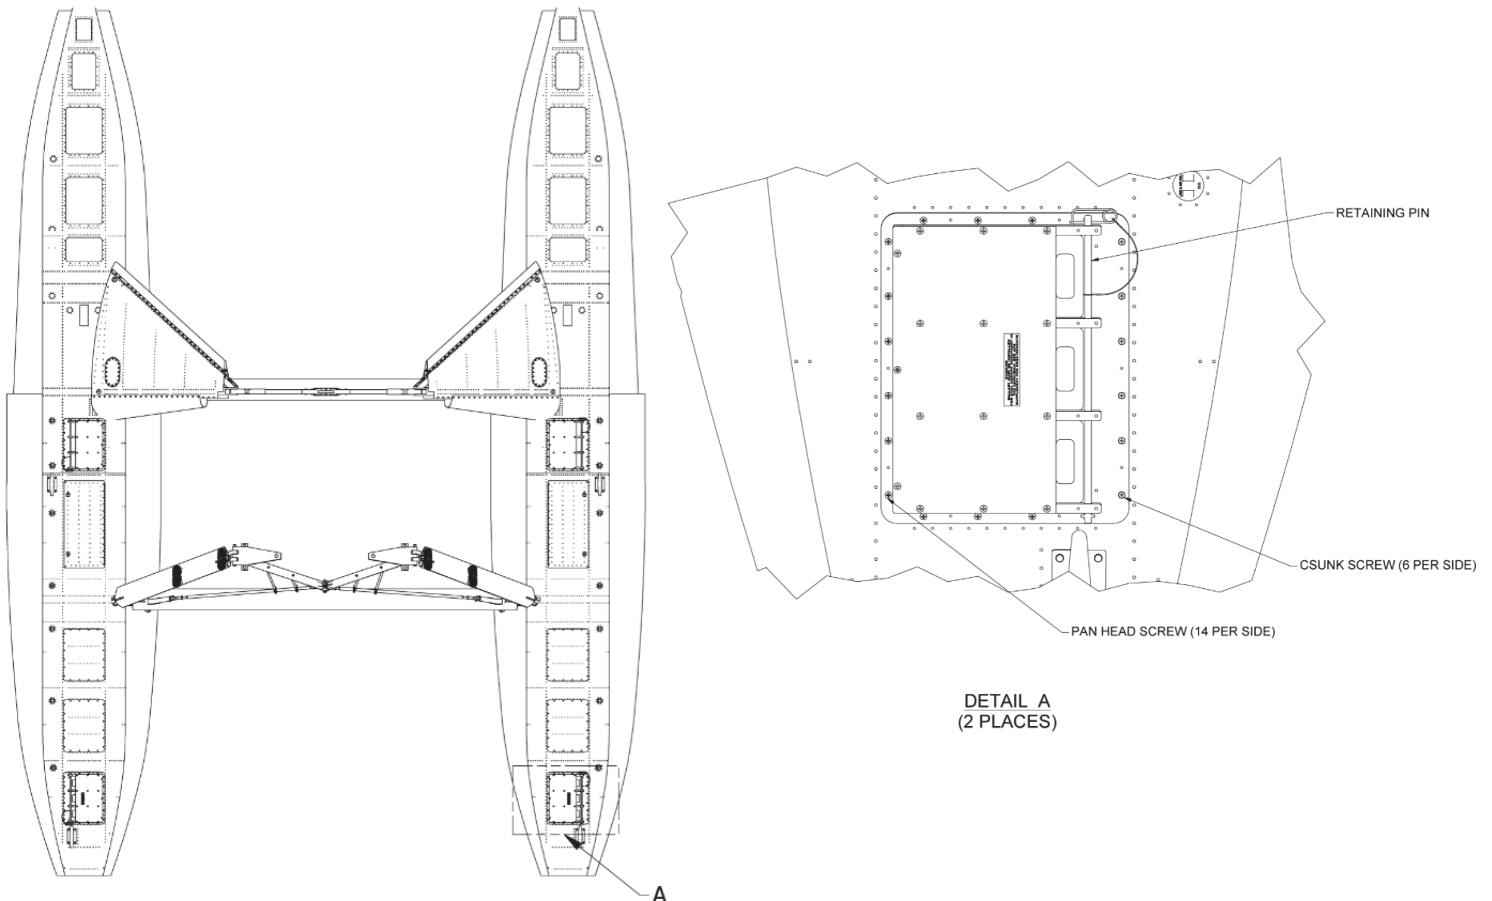 RETAINING PIN
CSUNK SCREW (6 PER SIDE)
PAN HEAD SCREW (14 PER SIDE)
DETAIL A
(2 PLACES)
A